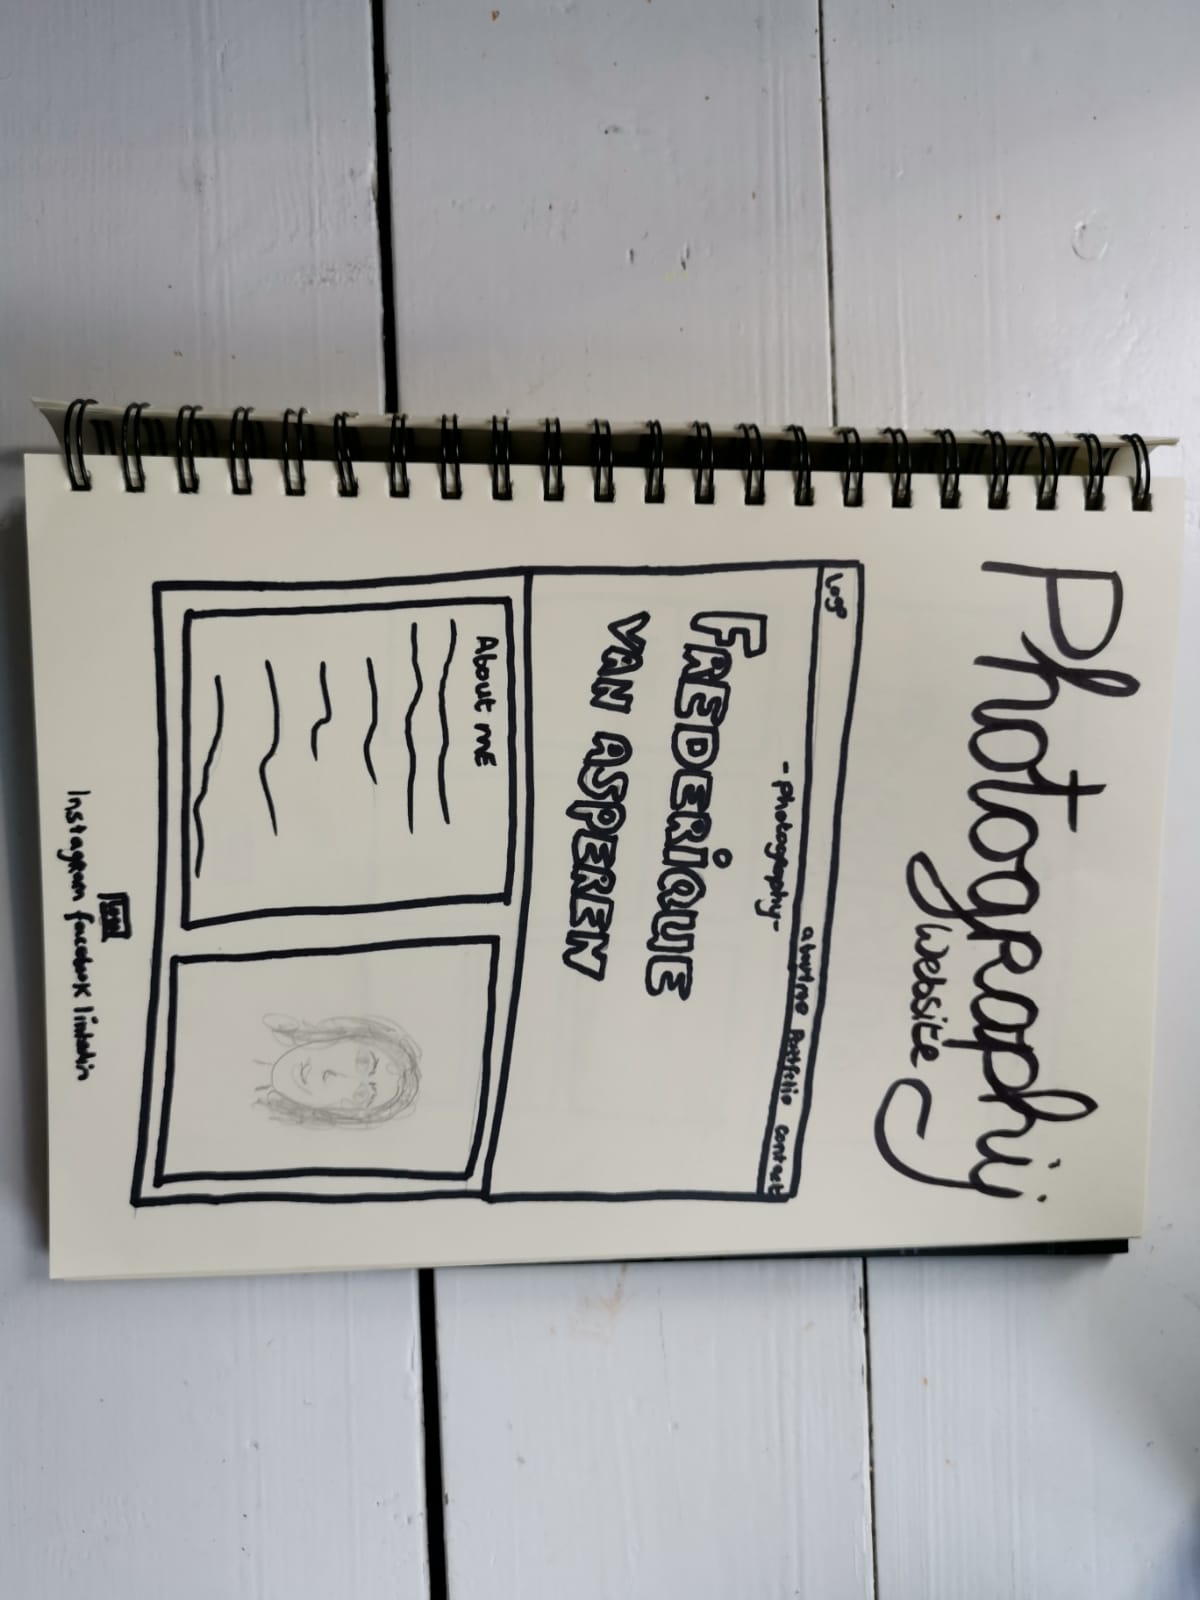 Photography
Website
Logo
about me Portfolio contact
- Photography -
FREDERiQUE
VAN ASPEREN
About mE
logo
Instagram facebook linkedin